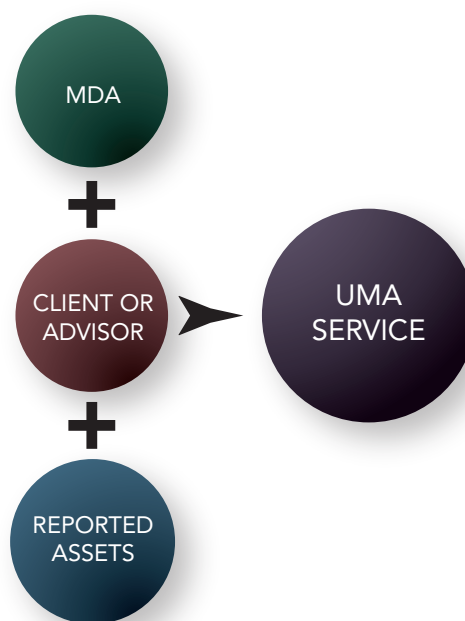 MDA
+
CLIENT OR
ADVISOR
UMA
SERVICE
+
REPORTED
ASSETS